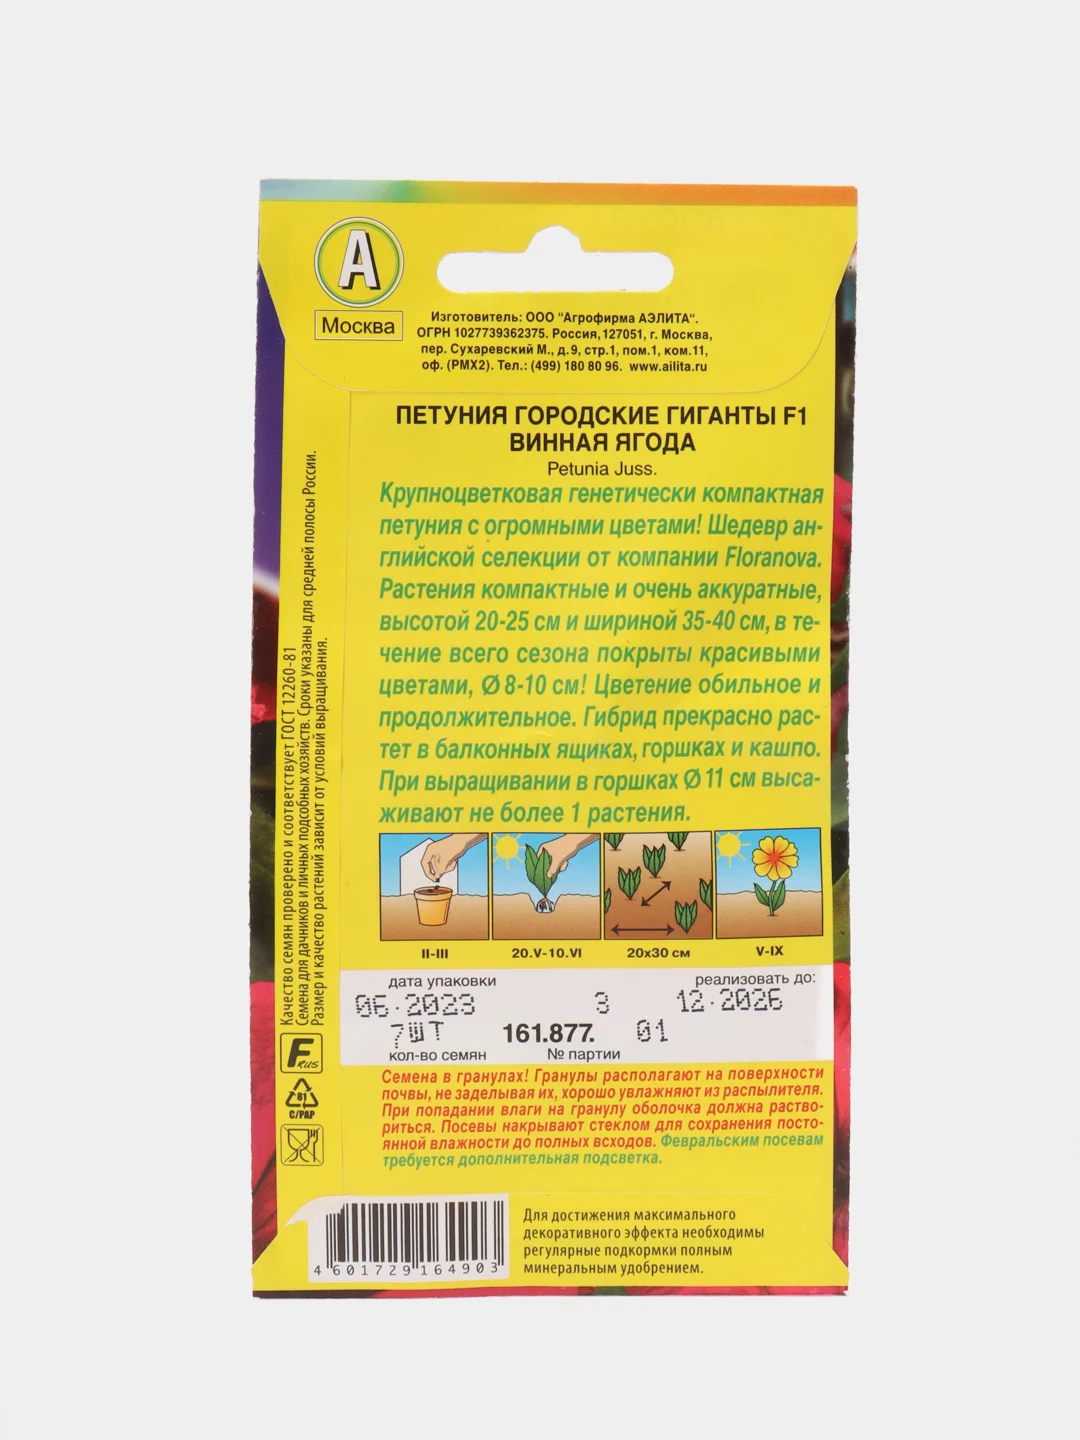 А
Москва
Изготовитель: ООО "Агрофирма АЭЛИТА".
ОГРН 1027739362375. Россия, 127051, г. Москва,
пер. Сухаревский М., д.9, стр.1, пом.1, ком.11,
оф. (РМХ2). Тел.: (499) 180 80 96. www.ailita.ru
ПЕТУНИЯ ГОРОДСКИЕ ГИГАНТЫ F1
ВИННАЯ ЯГОДА
Petunia Juss.
Крупноцветковая генетически компактная
петуния с огромными цветами! Шедевр ан-
глийской селекции от компании Floranova.
Растения компактные и очень аккуратные,
высотой 20-25 см и шириной 35-40 см, в те-
чение всего сезона покрыты красивыми
цветами, Ø 8-10 см! Цветение обильное и
продолжительное. Гибрид прекрасно рас-
тет в балконных ящиках, горшках и кашпо.
При выращивании в горшках Ø 11 см выса-
живают не более 1 растения.
II-III
20.V-10.VI
20х30 см
V-IX
дата упаковки
реализовать до:
06.2023
3
12.2026
7шт
161.877.
01
кол-во семян
№ партии
Семена в гранулах! Гранулы располагают на поверхности
почвы, не заделывая их, хорошо увлажняют из распылителя.
При попадании влаги на гранулу оболочка должна раство-
риться. Посевы накрывают стеклом для сохранения посто-
янной влажности до полных всходов. Февральским посевам
требуется дополнительная подсветка.
Качество семян проверено и соответствует ГОСТ 12260-81
Семена для дачников и личных подсобных хозяйств. Сроки указаны для средней полосы России.
Размер и качество растений зависит от условий выращивания.
F RUS
81
C/PAP
4 601729 164903
Для достижения максимального
декоративного эффекта необходимы
регулярные подкормки полным
минеральным удобрением.